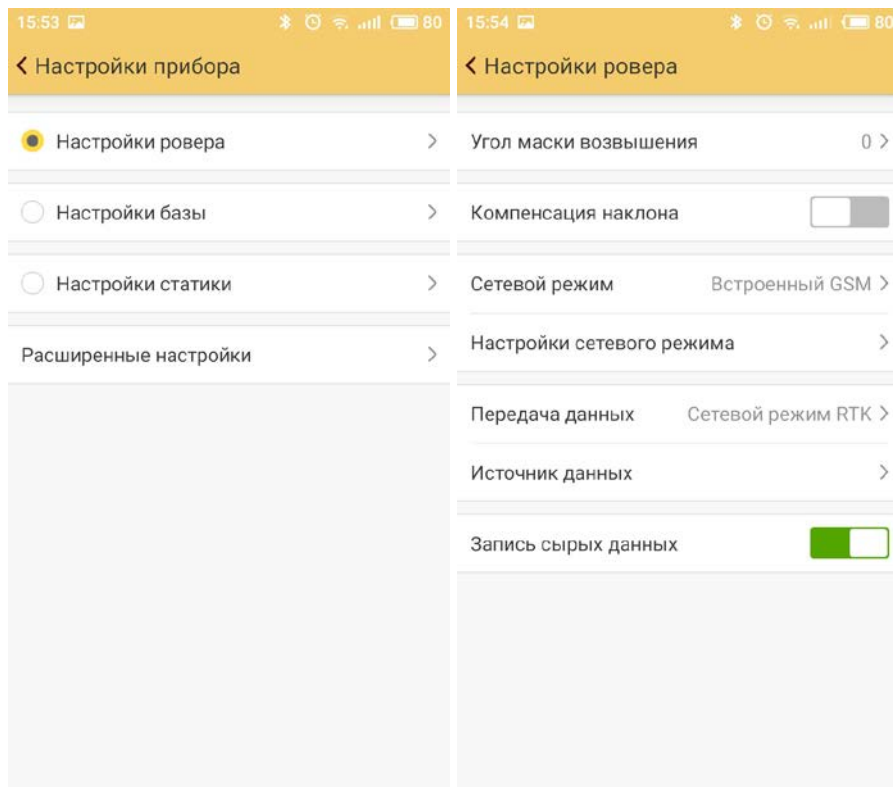 15:53 80
Настройки прибора
Настройки ровера
Настройки базы
Настройки статики
Расширенные настройки
15:54 80
Настройки ровера
Угол маски возвышения 0
Компенсация наклона
Сетевой режим Встроенный GSM
Настройки сетевого режима
Передача данных Сетевой режим RTK
Источник данных
Запись сырых данных